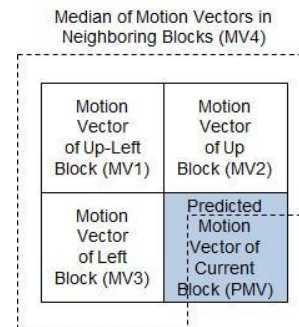 Median of Motion Vectors in
Neighboring Blocks (MV4)
Motion
Vector
of Up-Left
Block (MV1)
Motion
Vector
of Up
Block (MV2)
Motion
Vector
of Left
Block (MV3)
Predicted
Motion
Vector of
Current
Block (PMV)